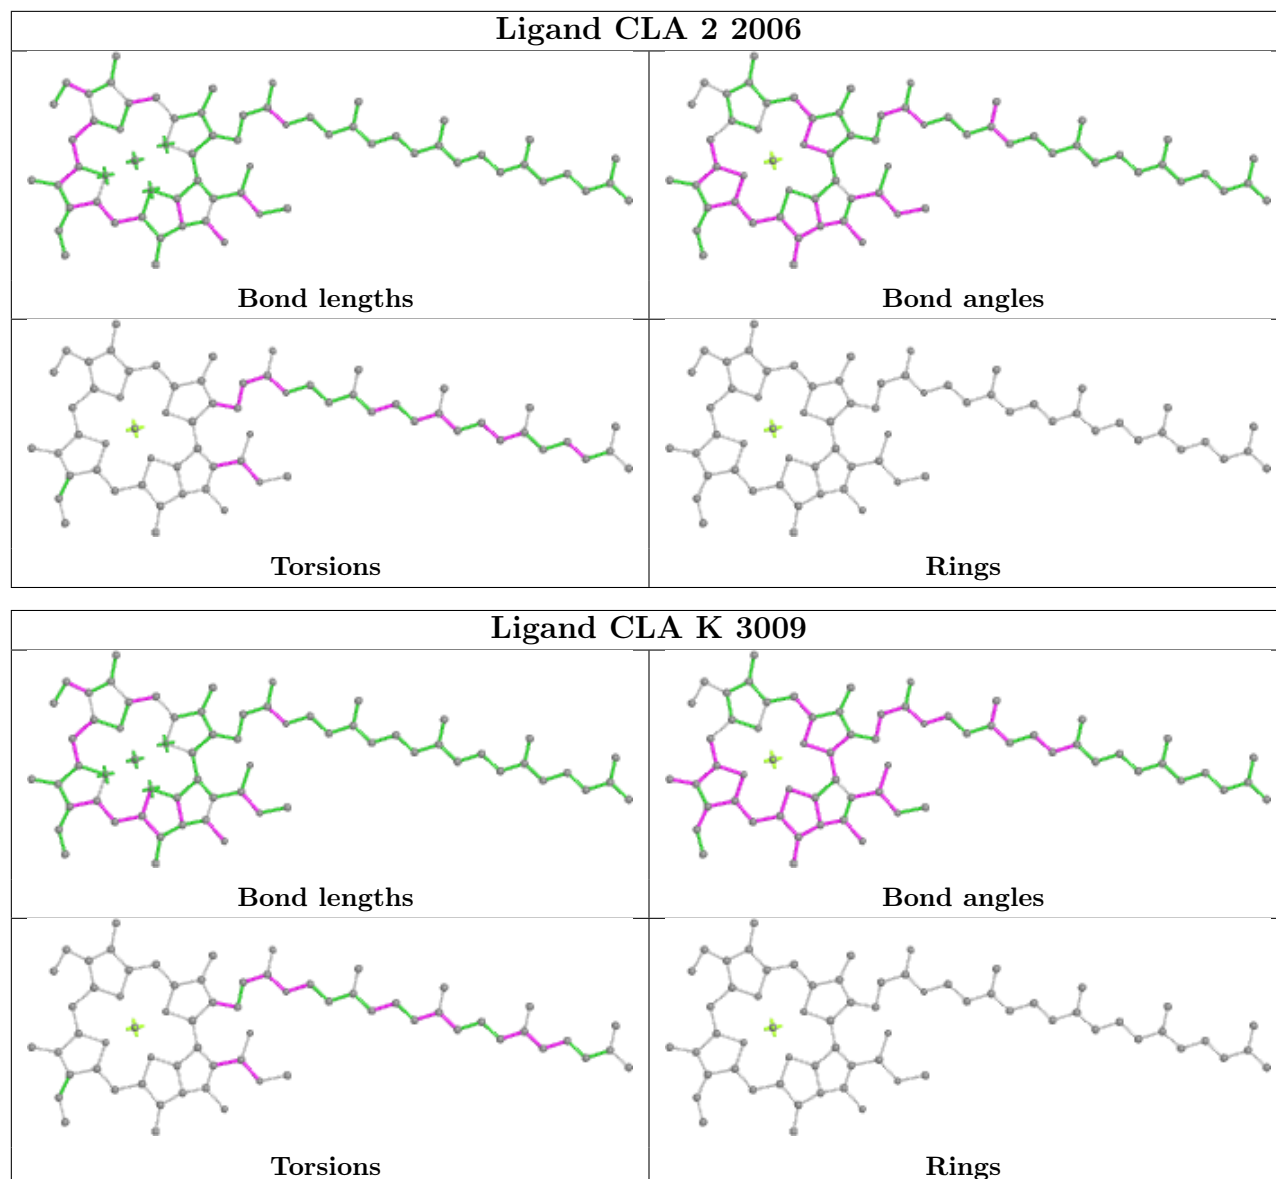 Ligand CLA 2 2006
Bond lengths
Bond angles
Torsions
Rings
Ligand CLA K 3009
Bond lengths
Bond angles
Torsions
Rings